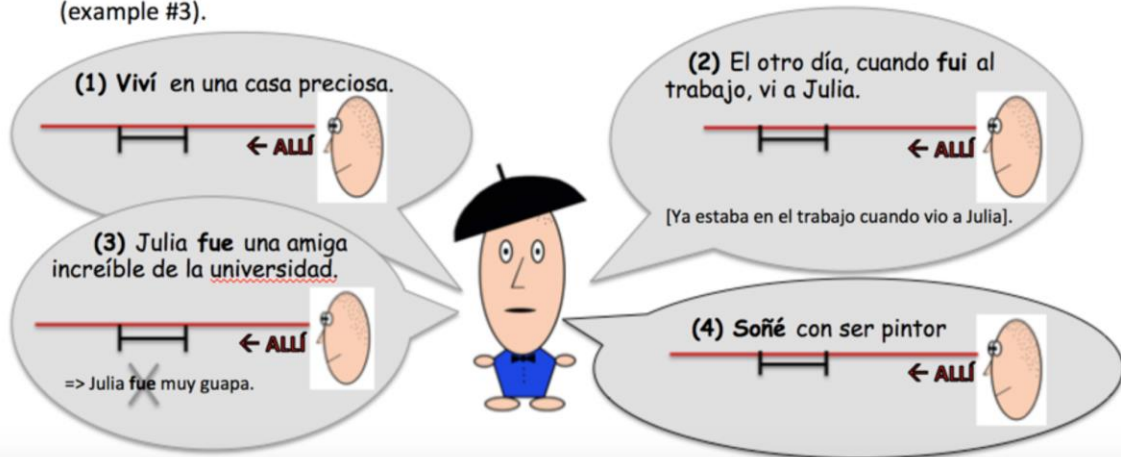 (example #3).
(1) Viví en una casa preciosa.
← ALLÍ
(2) El otro día, cuando fui al
trabajo, vi a Julia.
← ALLÍ
[Ya estaba en el trabajo cuando vio a Julia].
(3) Julia fue una amiga
increíble de la universidad.
← ALLÍ
=> Julia fue muy guapa.
(4) Soñé con ser pintor
← ALLÍ